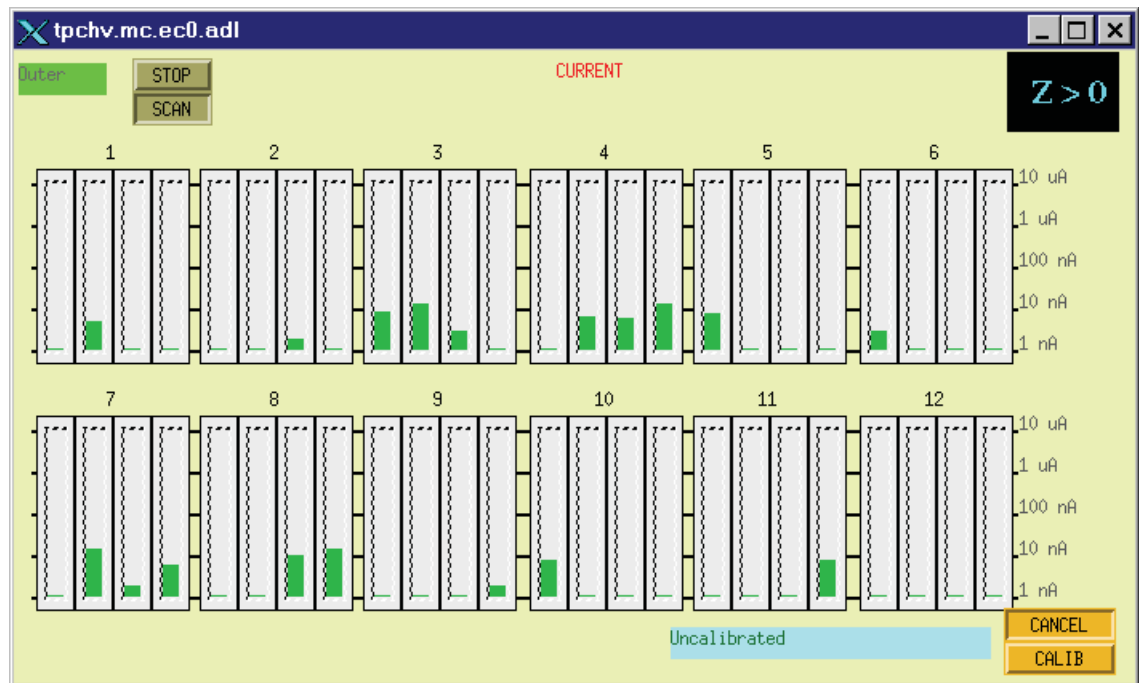 tpchv.mc.ec0.adl
Outer
STOP
CURRENT
Z > 0
SCAN
1 2 3 4 5 6
10 uA
1 uA
100 nA
10 nA
1 nA
7 8 9 10 11 12
10 uA
1 uA
100 nA
10 nA
1 nA
Uncalibrated
CANCEL
CALIB